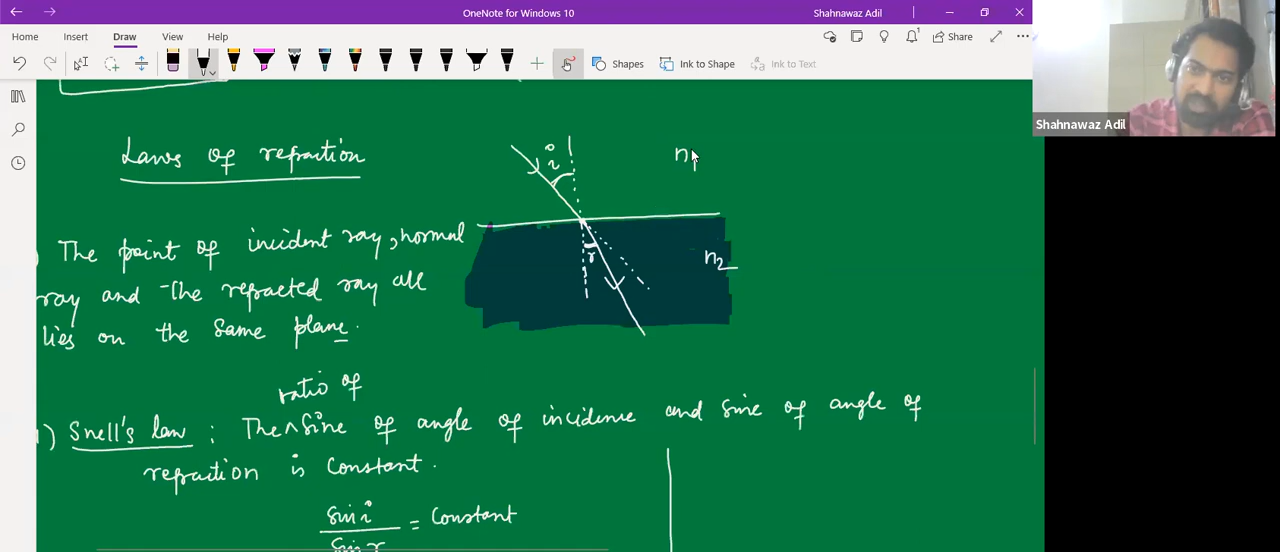 OneNote for Windows 10
Shahnawaz Adil
Home Insert Draw View Help
Share
Shapes
Ink to Shape
Ink to Text
Shahnawaz Adil
Laws of refraction
i
n1
) The point of incident ray, normal
ray and the refracted ray all
lies on the same plane.
r
n2
ratio of
) Snell's law : The ^ Sine of angle of incidence and Sine of angle of
refraction is Constant.
Sin i
= Constant
Sin r